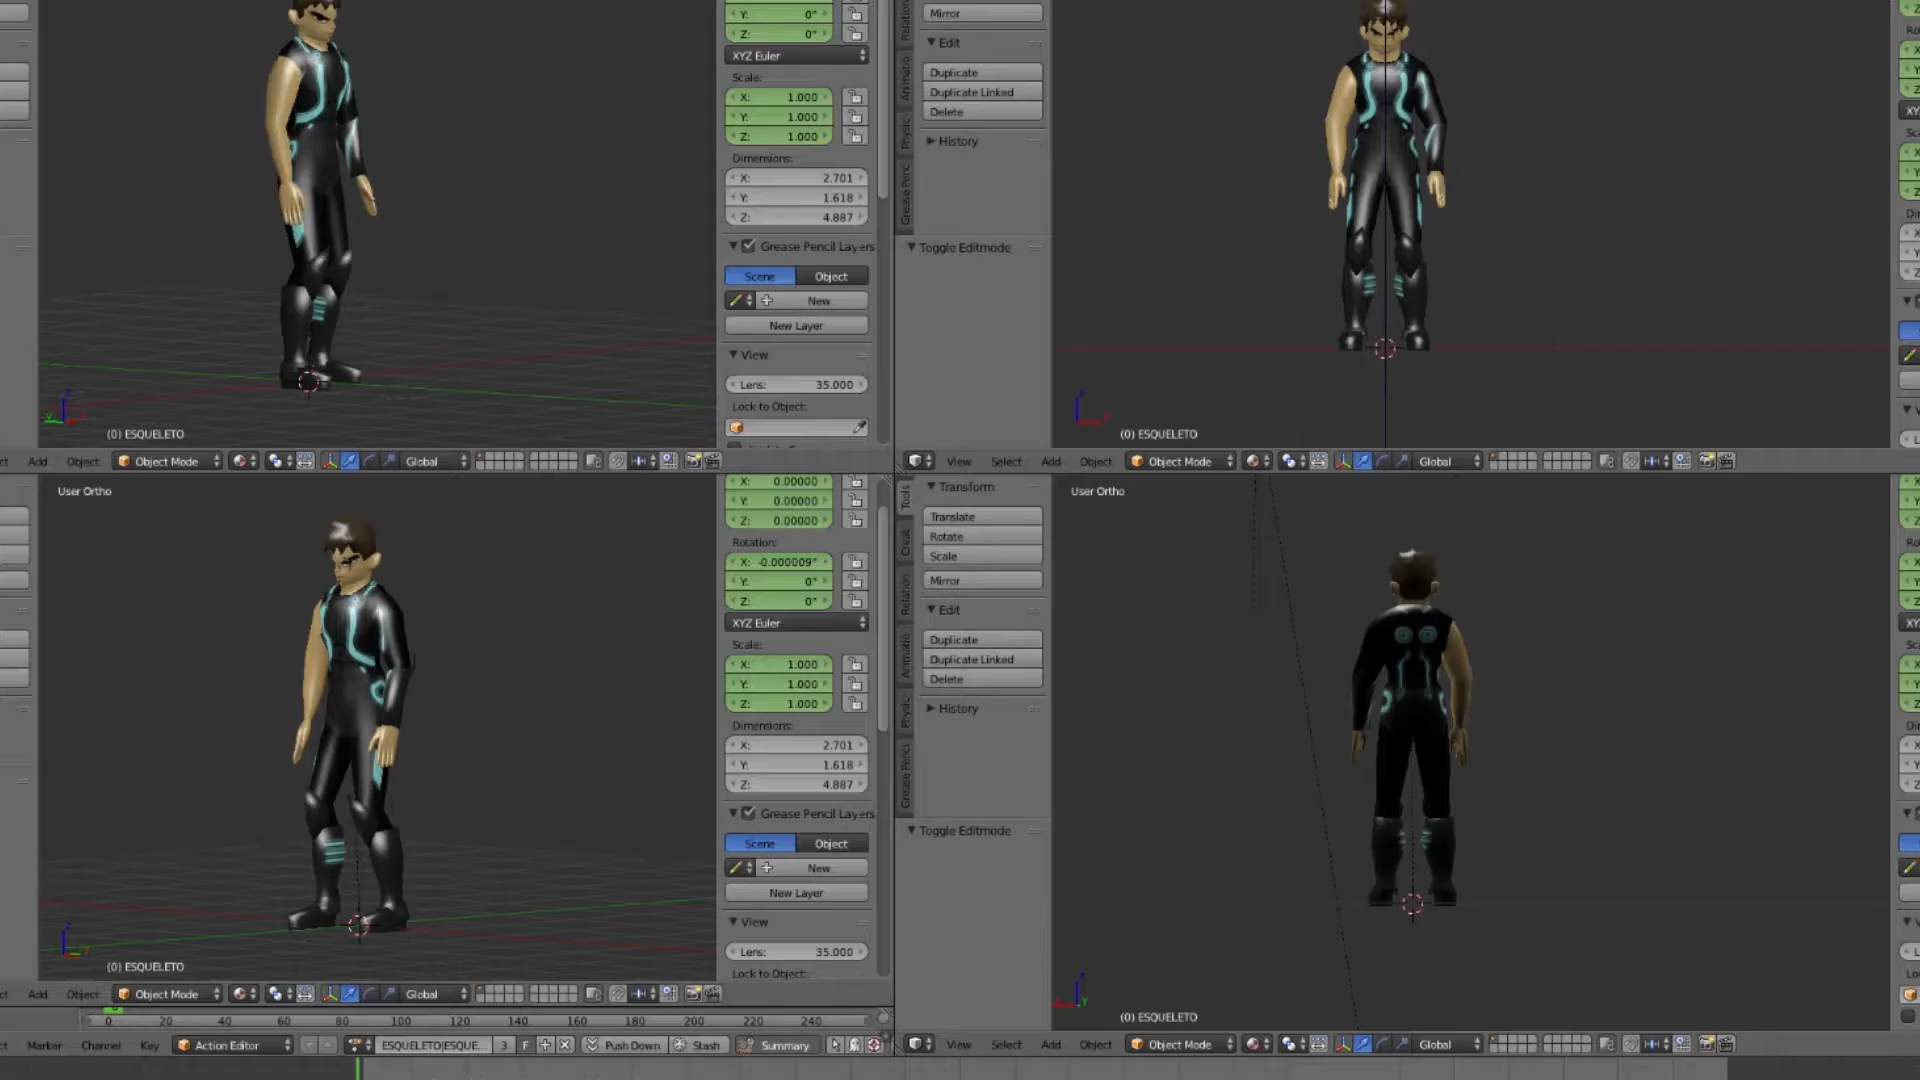 Y: 0°
Z: 0°
XYZ Euler
Scale:
X: 1.000
Y: 1.000
Z: 1.000
Dimensions:
X: 2.701
Y: 1.618
Z: 4.887
Grease Pencil Layers
Scene Object
New
New Layer
View
Lens: 35.000
Lock to Object:
(0) ESQUELETO
Add Object Object Mode Global
Mirror
Edit
Duplicate
Duplicate Linked
Delete
History
Toggle Editmode
(0) ESQUELETO
View Select Add Object Object Mode Global
User Ortho
X: 0.00000
Y: 0.00000
Z: 0.00000
Rotation:
X: -0.000009°
Y: 0°
Z: 0°
XYZ Euler
Scale:
X: 1.000
Y: 1.000
Z: 1.000
Dimensions:
X: 2.701
Y: 1.618
Z: 4.887
Grease Pencil Layers
Scene Object
New
New Layer
View
Lens: 35.000
Lock to Object:
(0) ESQUELETO
Add Object Object Mode Global
0 20 40 60 80 100 120 140 160 180 200 220 240
Marker Channel Key Action Editor ESQUELETO|ESQUE... 3 F Push Down Stash Summary
Tools
Transform
User Ortho
Translate
Rotate
Scale
Mirror
Edit
Duplicate
Duplicate Linked
Delete
History
Toggle Editmode
(0) ESQUELETO
View Select Add Object Object Mode Global